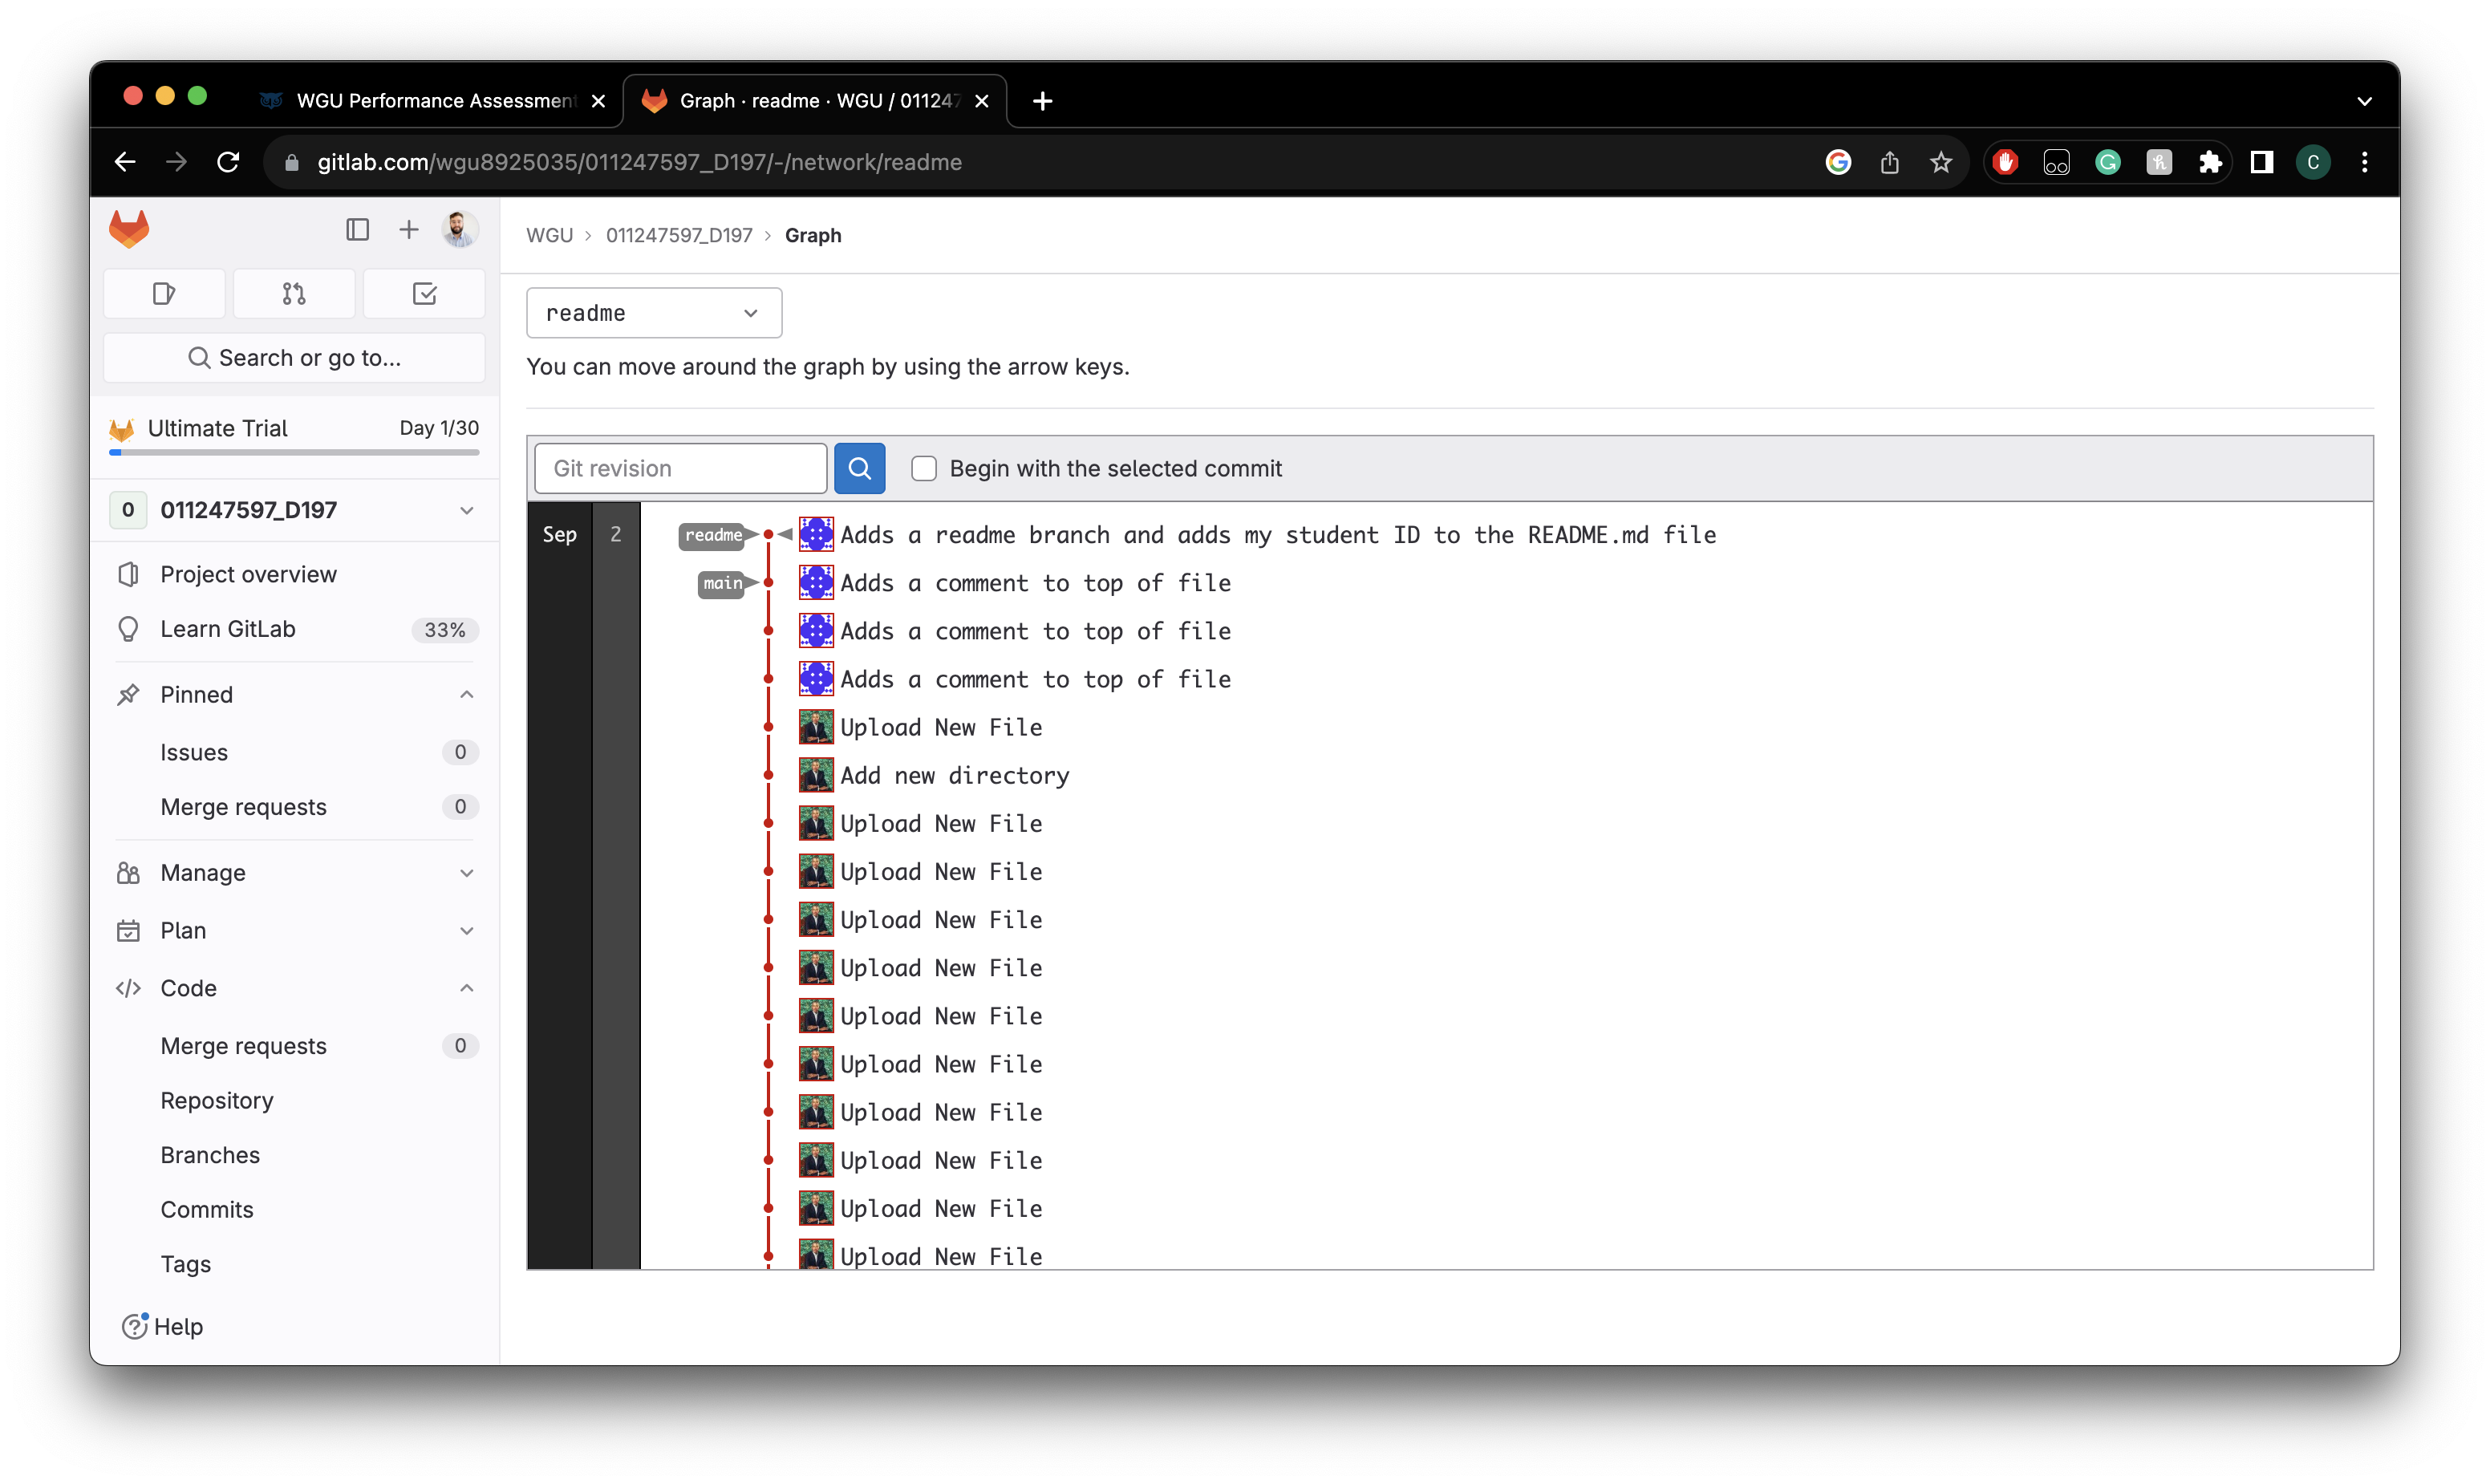 WGU Performance Assessment
Graph · readme · WGU / 011247
gitlab.com/wgu8925035/011247597_D197/-/network/readme
C
WGU › 011247597_D197 › Graph
readme
Search or go to...
You can move around the graph by using the arrow keys.
Ultimate Trial Day 1/30
Git revision
Begin with the selected commit
0 011247597_D197
Sep 2
readme Adds a readme branch and adds my student ID to the README.md file
main Adds a comment to top of file
Adds a comment to top of file
Adds a comment to top of file
Upload New File
Add new directory
Upload New File
Upload New File
Upload New File
Upload New File
Upload New File
Upload New File
Upload New File
Upload New File
Upload New File
Upload New File
Project overview
Learn GitLab 33%
Pinned
Issues 0
Merge requests 0
Manage
Plan
Code
Merge requests 0
Repository
Branches
Commits
Tags
Help